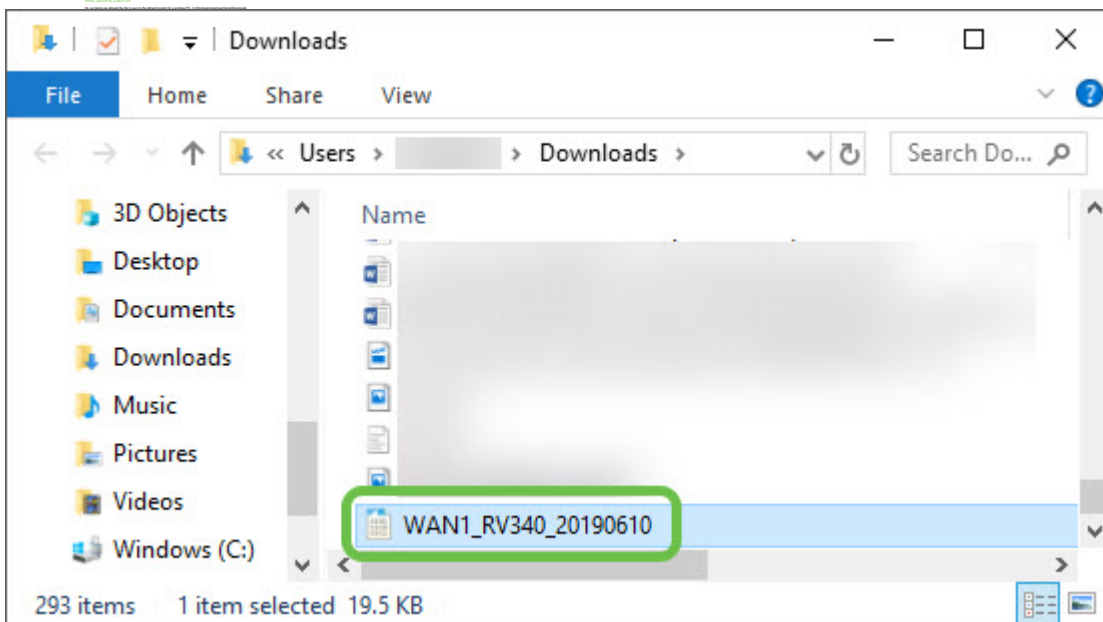 Downloads
File Home Share View
« Users > > Downloads > Search Do...
Name
3D Objects
Desktop
Documents
Downloads
Music
Pictures
Videos
Windows (C:)
WAN1_RV340_20190610
293 items 1 item selected 19.5 KB